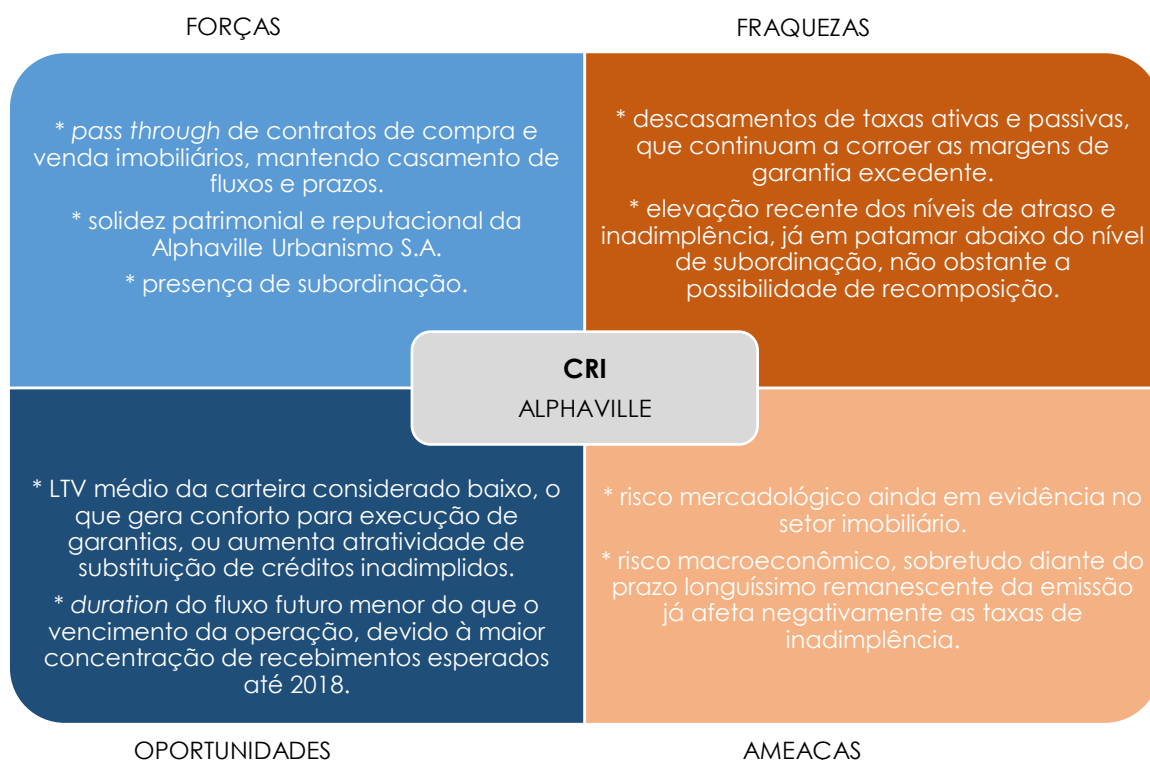 FORÇAS
FRAQUEZAS
* pass through de contratos de compra e
venda imobiliários, mantendo casamento de
fluxos e prazos.
* solidez patrimonial e reputacional da
Alphaville Urbanismo S.A.
* presença de subordinação.
* descasamentos de taxas ativas e passivas,
que continuam a corroer as margens de
garantia excedente.
* elevação recente dos níveis de atraso e
inadimplência, já em patamar abaixo do nível
de subordinação, não obstante a
possibilidade de recomposição.
CRI
ALPHAVILLE
* LTV médio da carteira considerado baixo, o
que gera conforto para execução de
garantias, ou aumenta atratividade de
substituição de créditos inadimplidos.
* duration do fluxo futuro menor do que o
vencimento da operação, devido à maior
concentração de recebimentos esperados
até 2018.
* risco mercadológico ainda em evidência no
setor imobiliário.
* risco macroeconômico, sobretudo diante do
prazo longuíssimo remanescente da emissão
já afeta negativamente as taxas de
inadimplência.
OPORTUNIDADES
AMEAÇAS